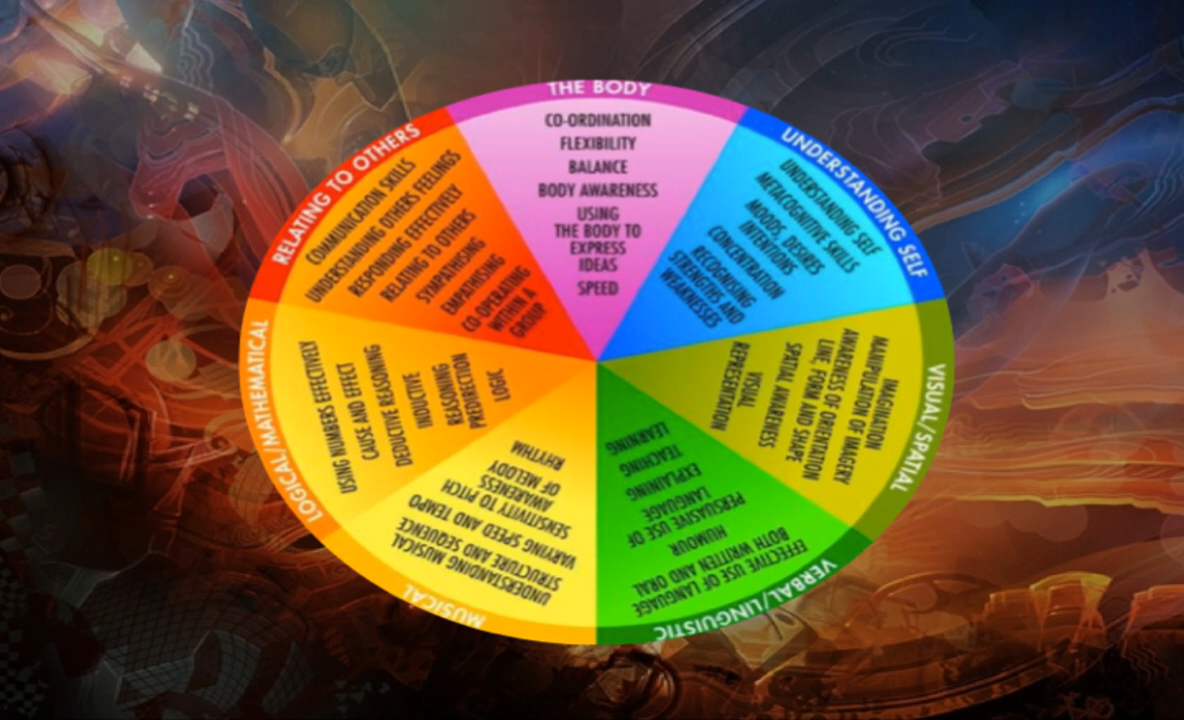 THE BODY
CO-ORDINATION
FLEXIBILITY
BALANCE
BODY AWARENESS
USING
THE BODY TO
EXPRESS
IDEAS
SPEED
UNDERSTANDING SELF
UNDERSTANDING SELF
METACOGNITIVE SKILLS
MOODS, DESIRES
INTENTIONS
CONCENTRATION
RECOGNISING
STRENGTHS AND
WEAKNESSES
VISUAL/SPATIAL
IMAGINATION
MANIPULATION OF IMAGERY
AWARENESS OF ORIENTATION
LINE, FORM AND SHAPE
SPATIAL AWARENESS
VISUAL
REPRESENTATION
VERBAL/LINGUISTIC
EFFECTIVE USE OF LANGUAGE
BOTH WRITTEN AND ORAL
HUMOUR
PERSUASIVE USE OF
LANGUAGE
EXPLAINING
TEACHING
LEARNING
MUSICAL
UNDERSTANDING MUSICAL
STRUCTURE AND SEQUENCE
VARYING SPEED AND TEMPO
SENSITIVITY TO PITCH
AWARENESS
OF MELODY
RHYTHM
LOGICAL/MATHEMATICAL
USING NUMBERS EFFECTIVELY
CAUSE AND EFFECT
DEDUCTIVE REASONING
INDUCTIVE
REASONING
PREDIRECTION
LOGIC
RELATING TO OTHERS
COMMUNICATION SKILLS
UNDERSTANDING OTHERS FEELINGS
RESPONDING EFFECTIVELY
RELATING TO OTHERS
SYMPATHISING
EMPATHISING
CO-OPERATING
WITHIN A
GROUP